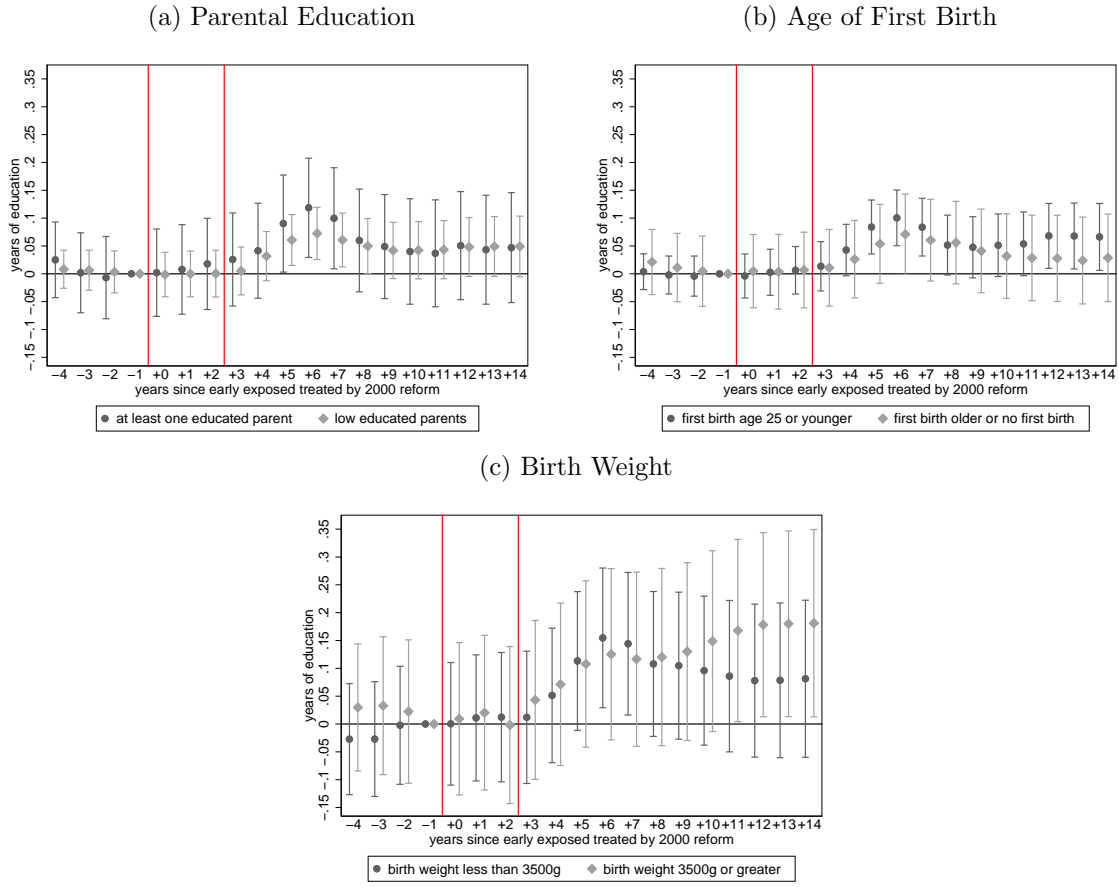 (a) Parental Education
(b) Age of First Birth
years of education
−.15 −.1 −.05 0 .05 .1 .15 .2 .25 .3 .35
−4 −3 −2 −1 +0 +1 +2 +3 +4 +5 +6 +7 +8 +9 +10 +11 +12 +13 +14
years since early exposed treated by 2000 reform
at least one educated parent low educated parents
years of education
−.15 −.1 −.05 0 .05 .1 .15 .2 .25 .3 .35
−4 −3 −2 −1 +0 +1 +2 +3 +4 +5 +6 +7 +8 +9 +10 +11 +12 +13 +14
years since early exposed treated by 2000 reform
first birth age 25 or younger first birth older or no first birth
(c) Birth Weight
years of education
−.15 −.1 −.05 0 .05 .1 .15 .2 .25 .3 .35
−4 −3 −2 −1 +0 +1 +2 +3 +4 +5 +6 +7 +8 +9 +10 +11 +12 +13 +14
years since early exposed treated by 2000 reform
birth weight less than 3500g birth weight 3500g or greater